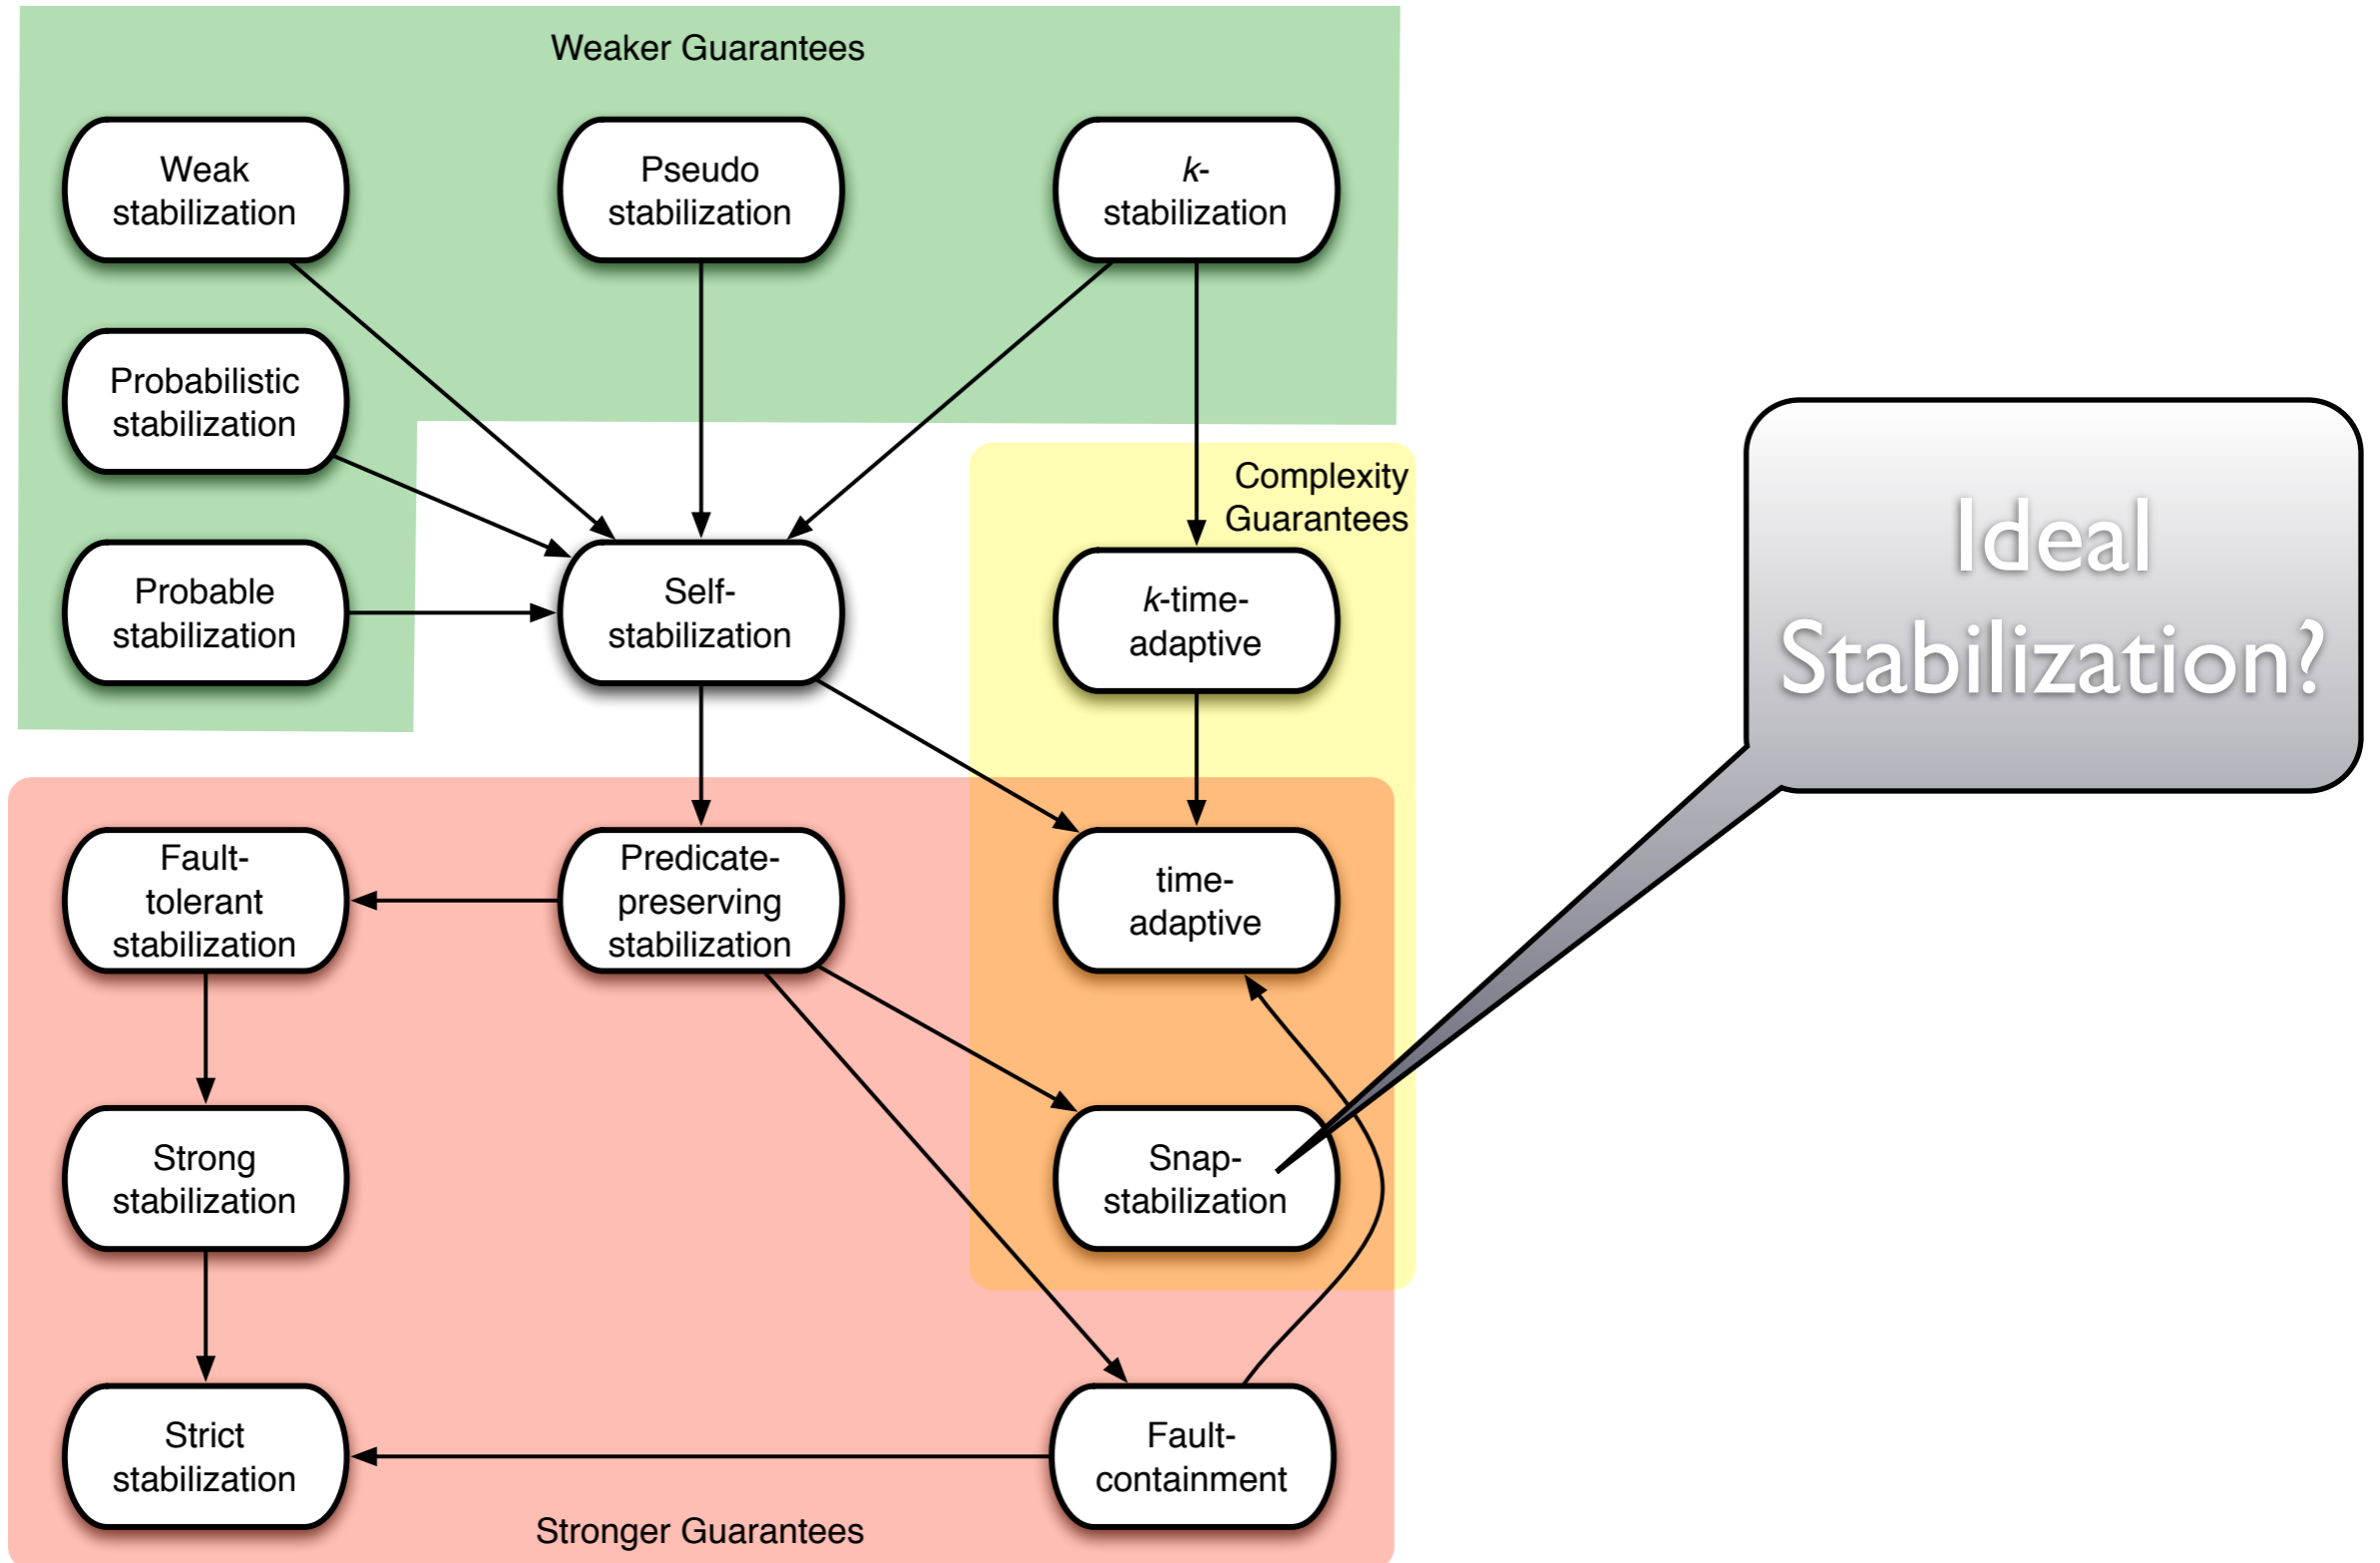 Weaker Guarantees
Weak
stabilization
Pseudo
stabilization
k-
stabilization
Probabilistic
stabilization
Complexity
Guarantees
Probable
stabilization
Self-
stabilization
k-time-
adaptive
Ideal
Stabilization?
Fault-
tolerant
stabilization
Predicate-
preserving
stabilization
time-
adaptive
Strong
stabilization
Snap-
stabilization
Strict
stabilization
Fault-
containment
Stronger Guarantees